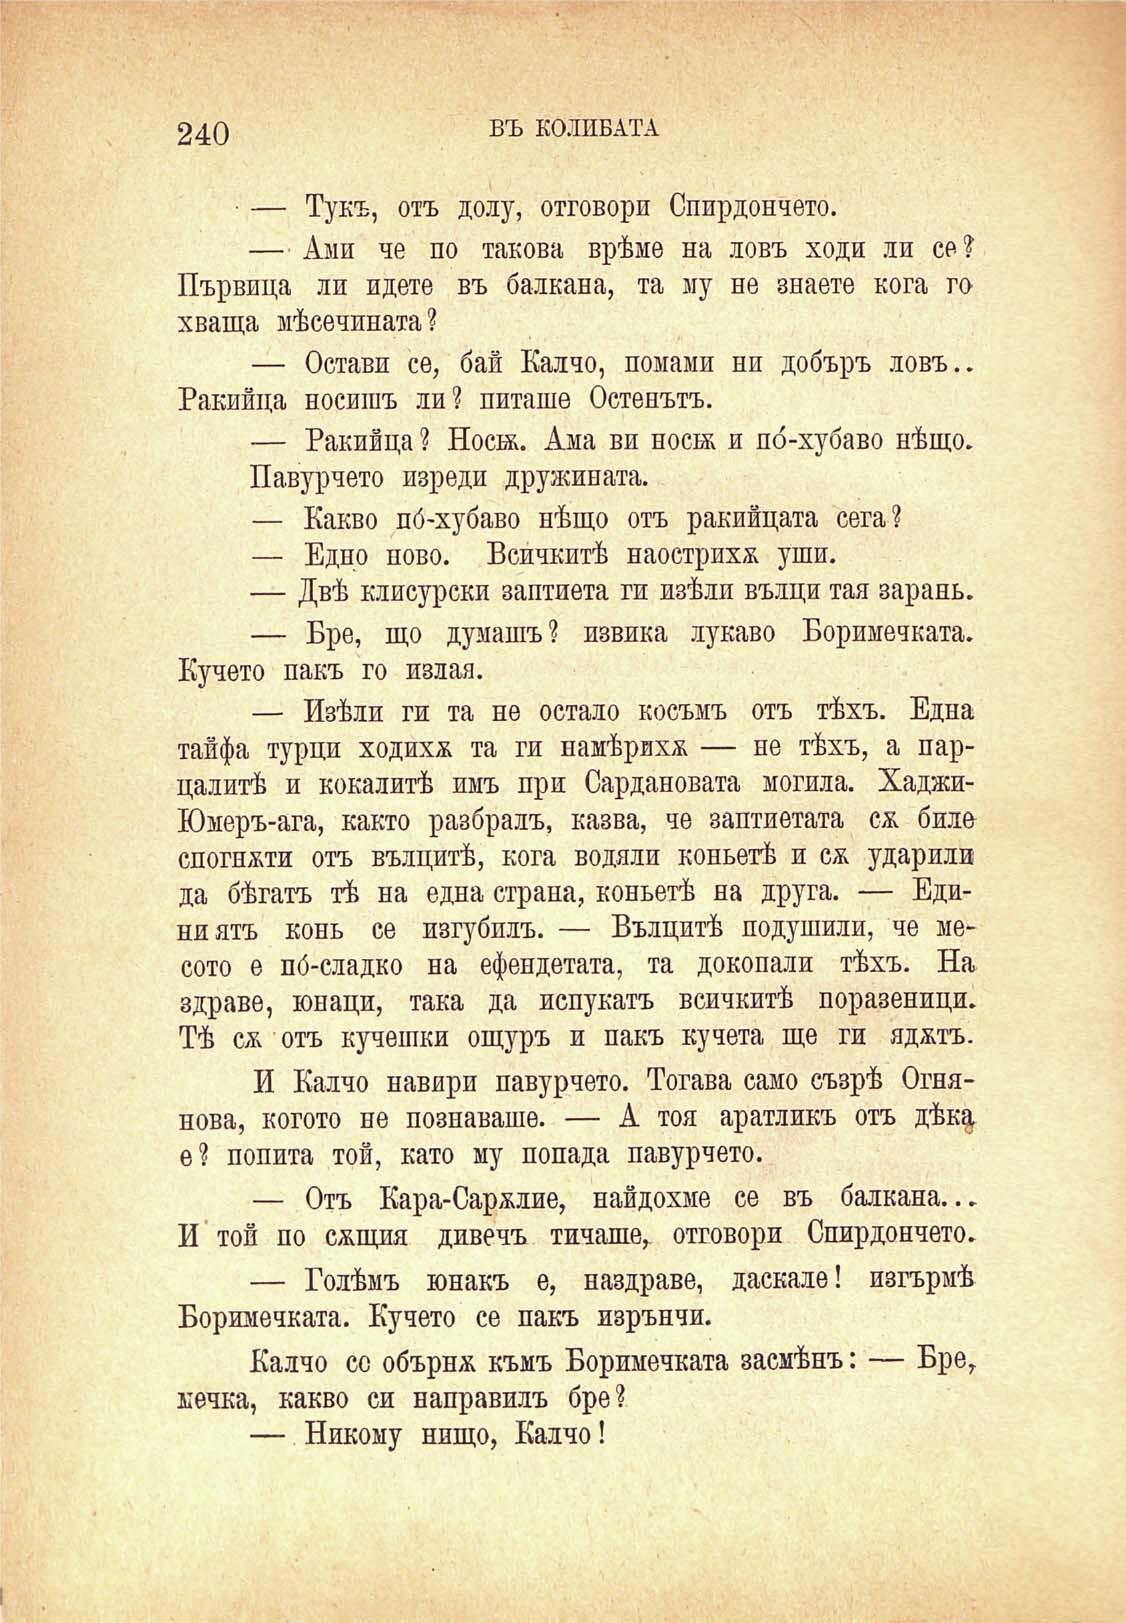 240
ВЪ КОЛИБАТА
— Тукъ, отъ долу, отговори Спирдончето.
— Ами че по такова врѣме на ловъ ходи ли се?
Първица ли идете въ балкана, та му не знаете кога го
хваща мѣсечината?
— Остави се, бай Калчо, помами ни добъръ ловъ..
Ракийца носишъ ли? питаше Остенътъ.
— Ракийца? Носѭ. Ама ви носѭ и по́-хубаво нѣщо.
Павурчето изреди дружината.
— Какво по́-хубаво нѣщо отъ ракийцата сега?
— Едно ново. Всичкитѣ наострихѫ уши.
— Двѣ клисурски заптиета ги изѣли вълци тая зарань.
— Бре, що думашъ? извика лукаво Боримечката.
Кучето пакъ го излая.
— Изѣли ги та не остало косъмъ отъ тѣхъ. Една
тайфа турци ходихѫ та ги намѣрихѫ — не тѣхъ, а пар-
цалитѣ и кокалитѣ имъ при Сардановата могила. Хаджи-
Юмеръ-ага, както разбралъ, казва, че заптиетата сѫ биле
спогнѫти отъ вълцитѣ, кога водяли коньетѣ и сѫ ударили
да бѣгатъ тѣ на една страна, коньетѣ на друга. — Еди-
ниятъ конь се изгубилъ. — Вълцитѣ подушили, че ме-
сото е по́-сладко на ефендетата, та докопали тѣхъ. На
здраве, юнаци, така да испукатъ всичкитѣ поразеници.
Тѣ сѫ отъ кучешки ощуръ и пакъ кучета ще ги ядѫтъ.
И Калчо навири павурчето. Тогава само съзрѣ Огня-
нова, когото не познаваше. — А тоя аратликъ отъ дѣка
е? попита той, като му попада павурчето.
— Отъ Кара-Сарѫлие, найдохме се въ балкана...
И той по сѫщия дивечъ тичаше, отговори Спирдончето.
— Голѣмъ юнакъ е, наздраве, даскале! изгърмѣ
Боримечката. Кучето се пакъ изрънчи.
Калчо се обърнѫ къмъ Боримечката засмѣнъ: — Бре,
мечка, какво си направилъ бре?
— Никому нищо, Калчо!